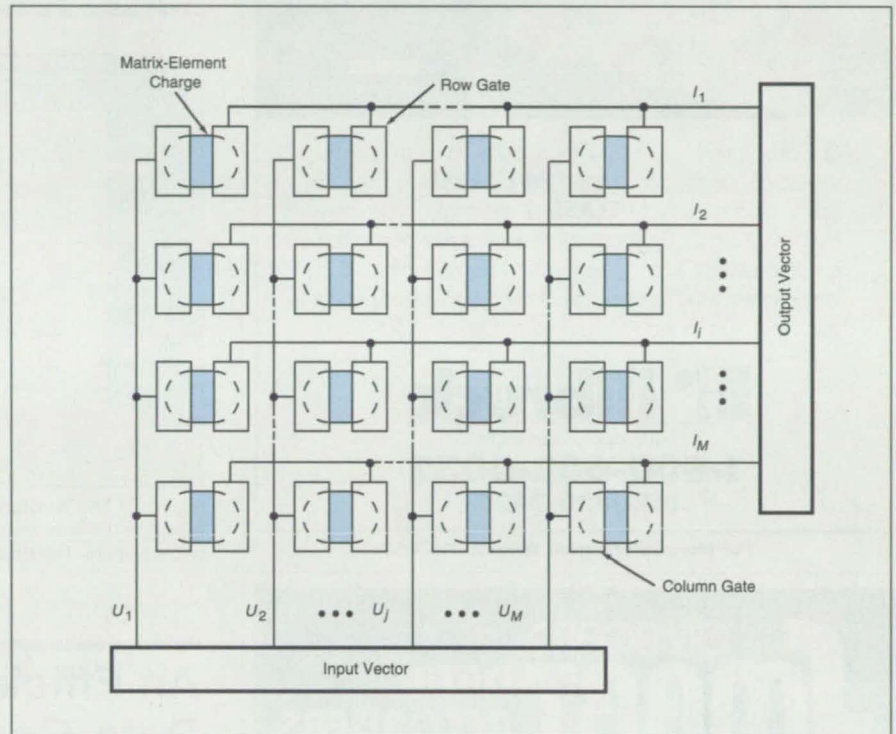 Matrix-Element
Charge
Row Gate
I1
I2
Ii
IM
Output Vector
Column Gate
U1 U2 ••• Uj ••• UM
Input Vector